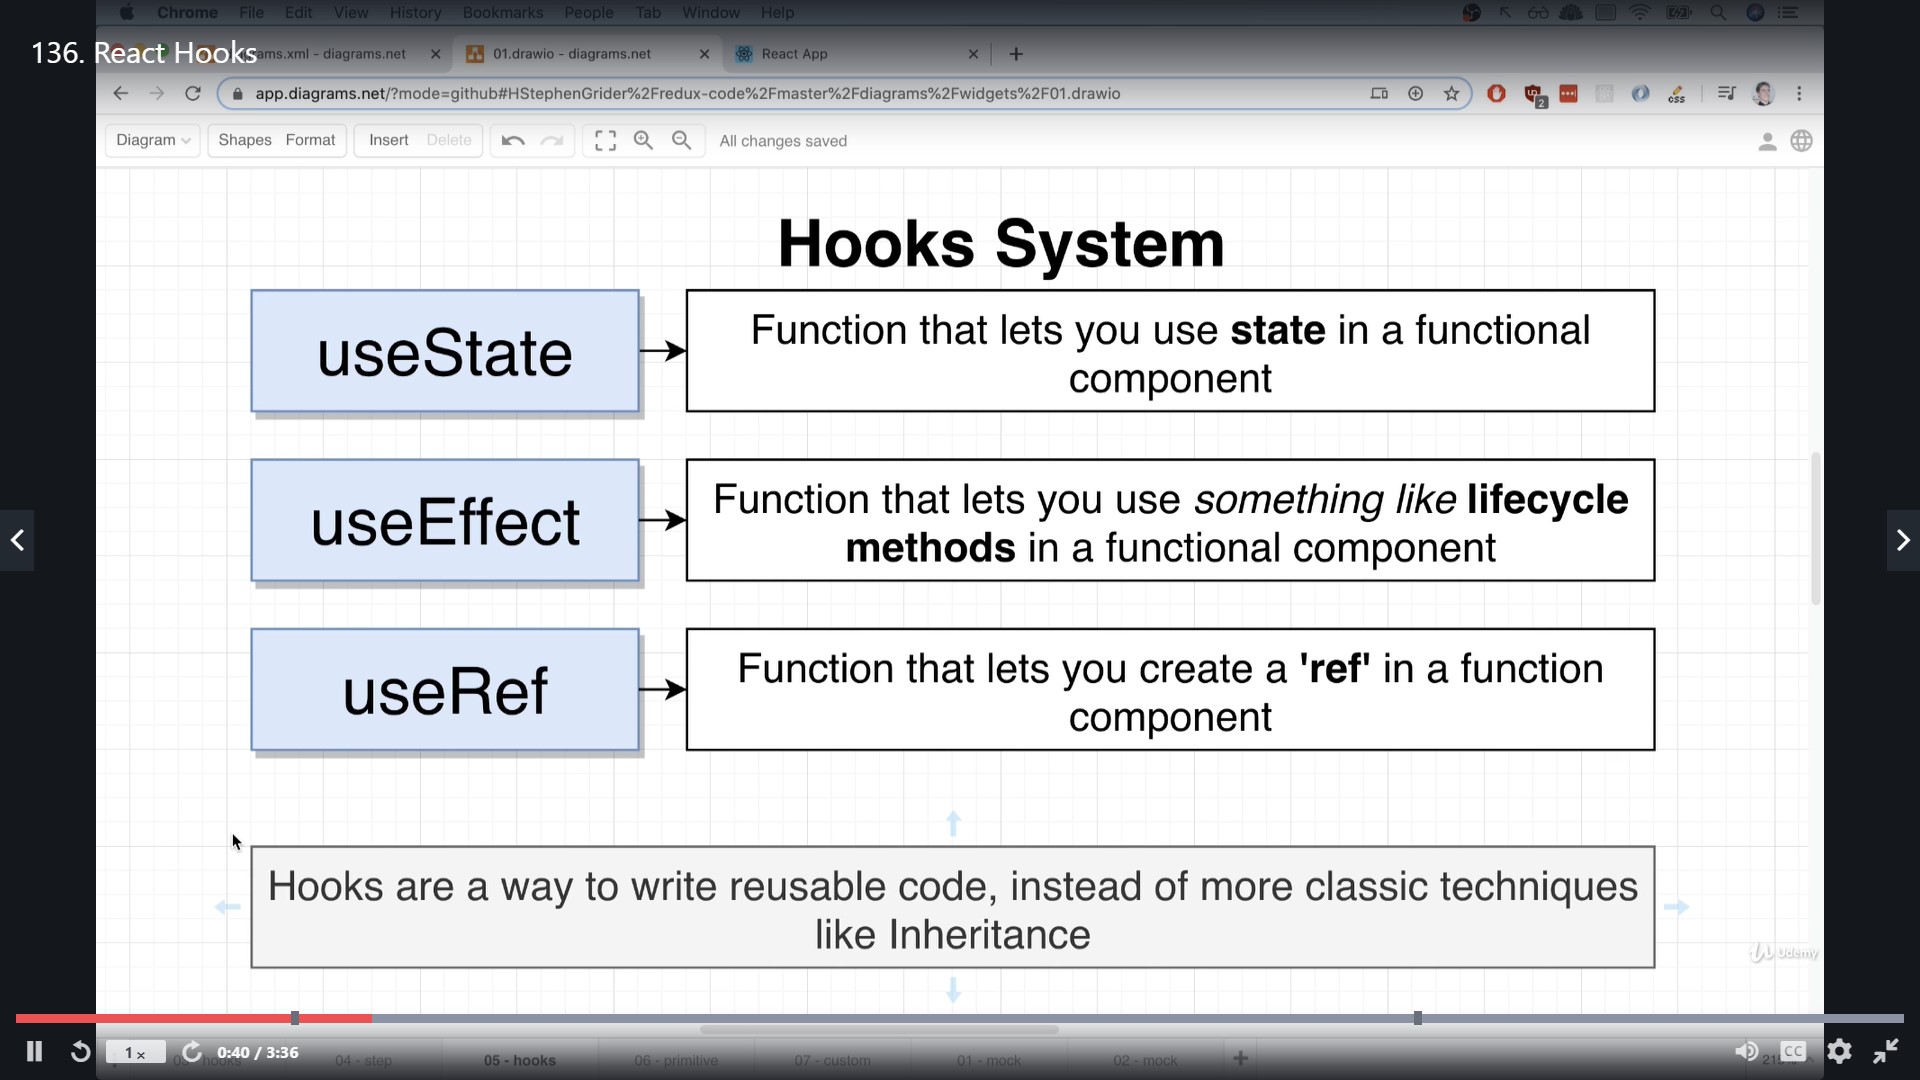 Chrome File Edit View History Bookmarks People Tab Window Help
136. React Hooks
ams.xml - diagrams.net
01.drawio - diagrams.net
React App
app.diagrams.net/?mode=github#HStephenGrider%2Fredux-code%2Fmaster%2Fdiagrams%2Fwidgets%2F01.drawio
2
css
Diagram Shapes Format Insert Delete All changes saved
Hooks System
useState
Function that lets you use state in a functional
component
useEffect
Function that lets you use something like lifecycle
methods in a functional component
useRef
Function that lets you create a 'ref' in a function
component
Hooks are a way to write reusable code, instead of more classic techniques
like Inheritance
Udemy
1x
0:40 / 3:36
CC
hooks
04 - step
05 - hooks
06 - primitive
07 - custom
01 - mock
02 - mock